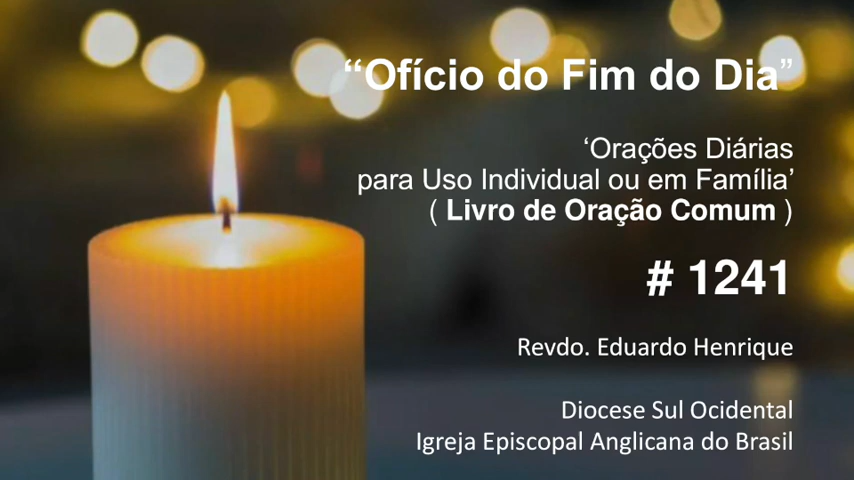 “Ofício do Fim do Dia”
‘Orações Diárias
para Uso Individual ou em Família’
( Livro de Oração Comum )
# 1241
Revdo. Eduardo Henrique
Diocese Sul Ocidental
Igreja Episcopal Anglicana do Brasil